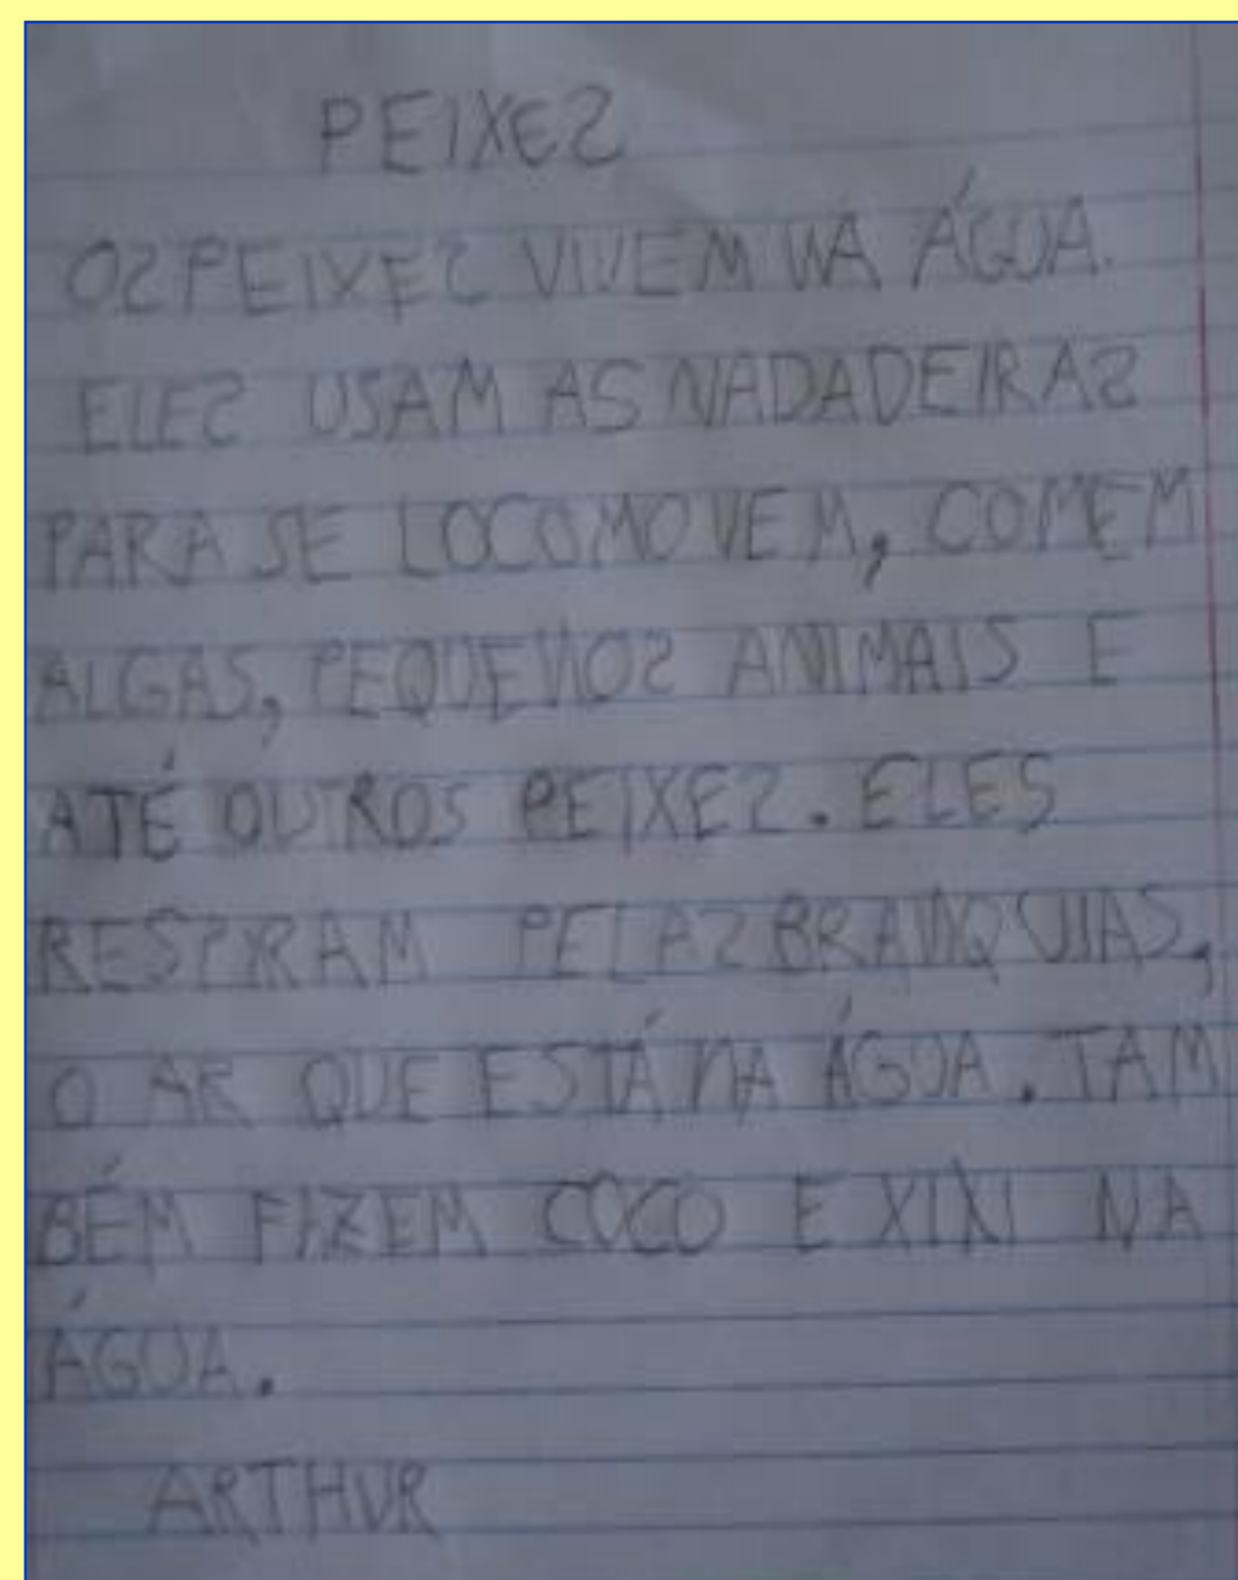 PEIXES
OS PEIXES VIVEM NA ÁGUA.
ELES USAM AS NADADEIRAS
PARA SE LOCOMOVEM, COMEM
ALGAS, PEQUENOS ANIMAIS E
ATÉ OUTROS PEIXES. ELES
RESPIRAM PELAS BRANQUIAS,
O AR QUE ESTÁ NA ÁGUA. TAM
BÉM FAZEM COCO E XIXI NA
ÁGUA.
ARTHUR